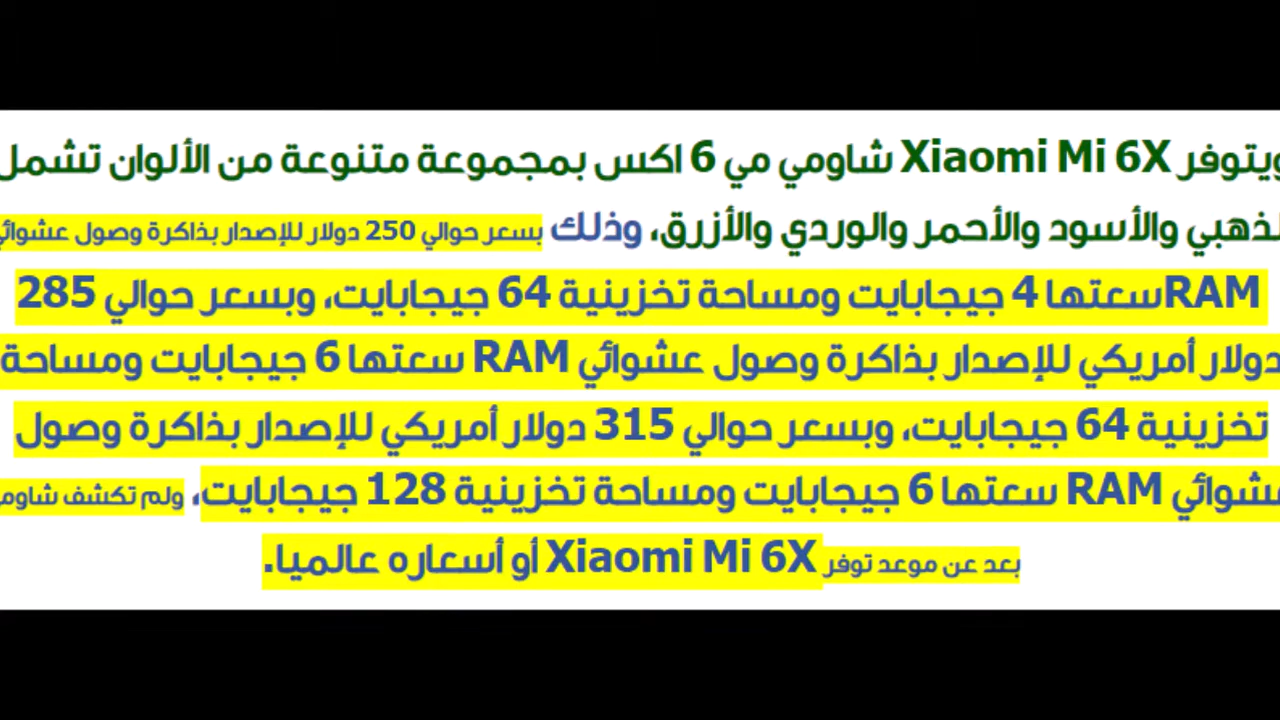 ويتوفر Xiaomi Mi 6X شاومي مي 6 اكس بمجموعة متنوعة من الألوان تشمل
لذهبي والأسود والأحمر والوردي والأزرق، وذلك بسعر حوالي 250 دولار للإصدار بذاكرة وصول عشوائي
RAMسعتها 4 جيجابايت ومساحة تخزينية 64 جيجابايت، وبسعر حوالي 285
دولار أمريكي للإصدار بذاكرة وصول عشوائي RAM سعتها 6 جيجابايت ومساحة
تخزينية 64 جيجابايت، وبسعر حوالي 315 دولار أمريكي للإصدار بذاكرة وصول
عشوائي RAM سعتها 6 جيجابايت ومساحة تخزينية 128 جيجابايت، ولم تكشف شاومي
بعد عن موعد توفر Xiaomi Mi 6X أو أسعاره عالميا.